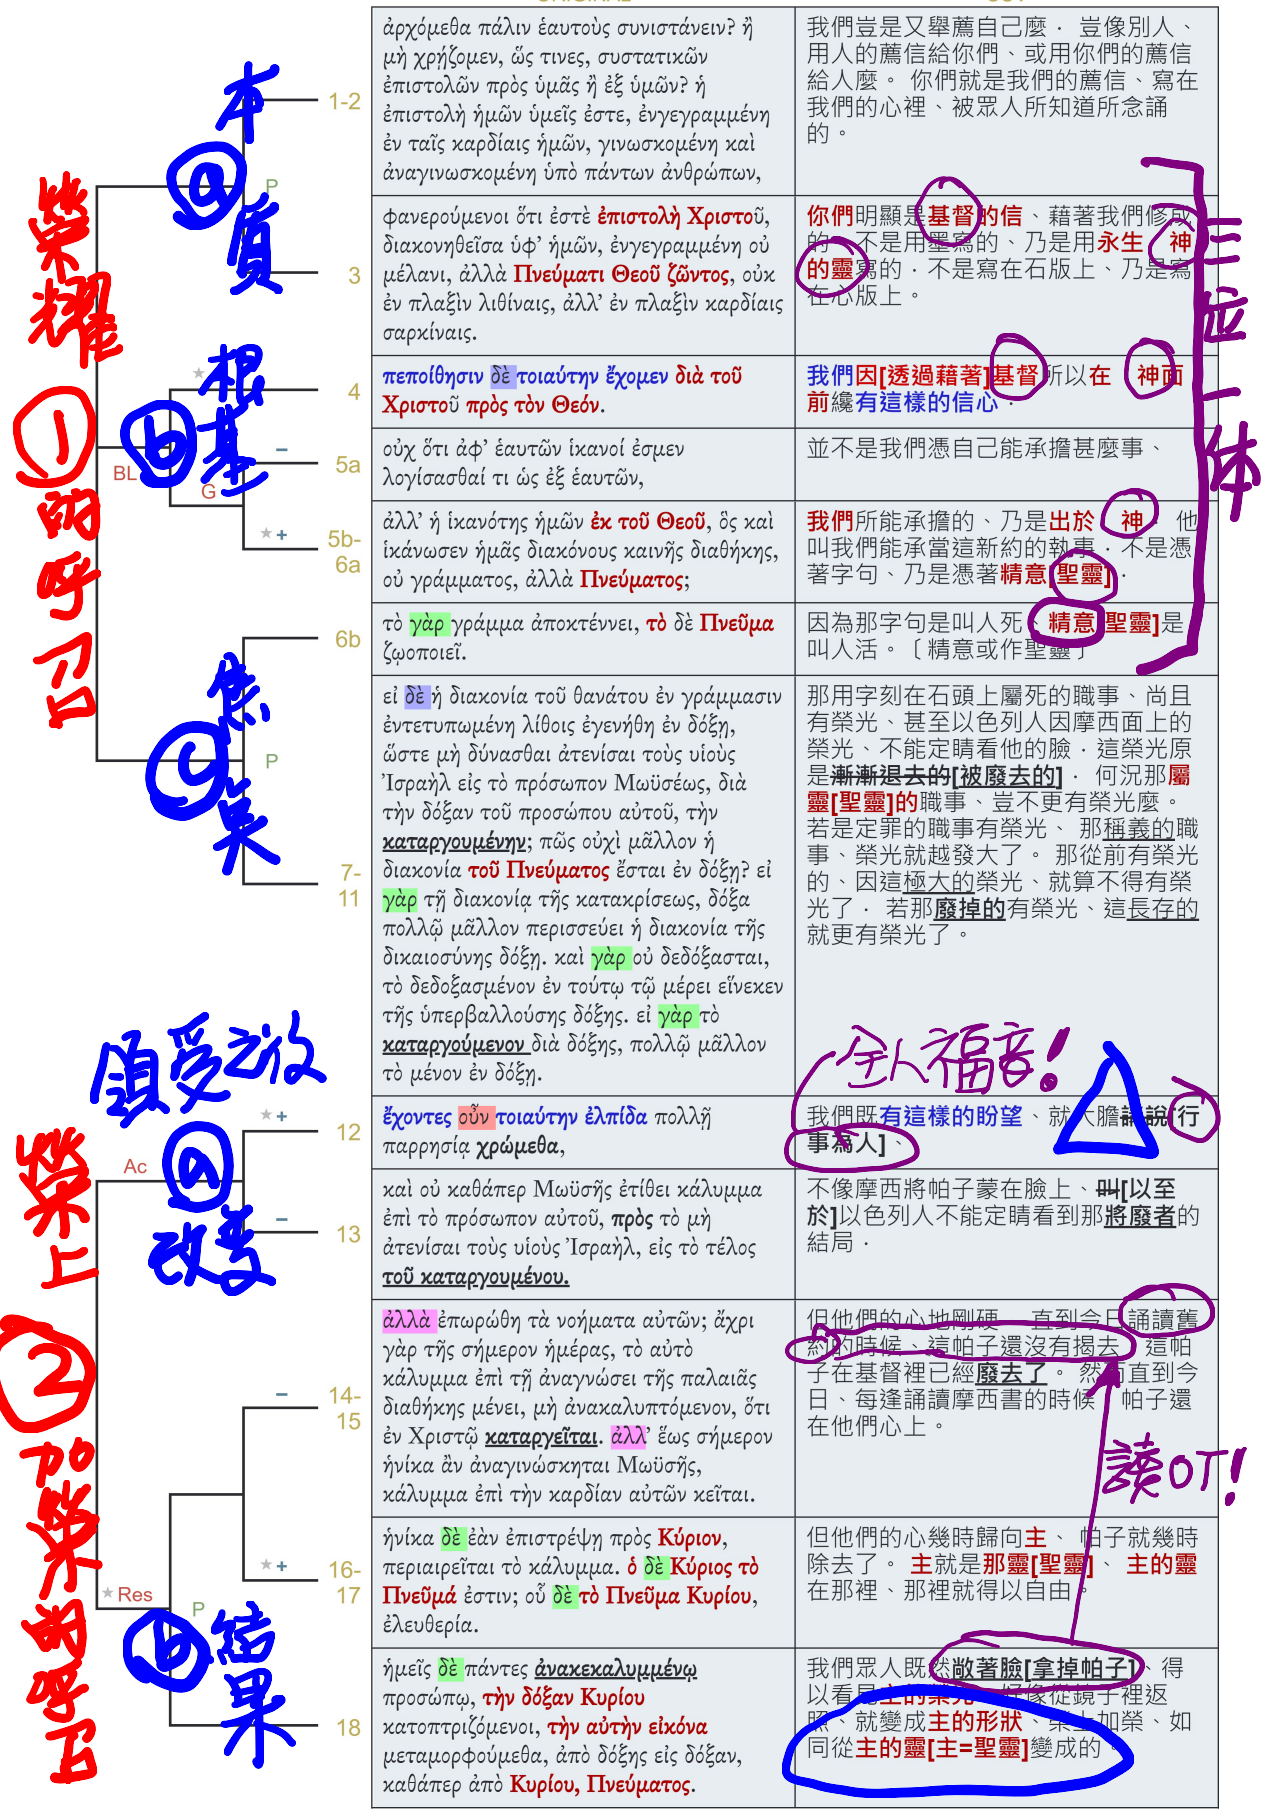 ἀρχόμεθα πάλιν ἑαυτοὺς συνιστάνειν? ἢ
μὴ χρῄζομεν, ὥς τινες, συστατικῶν
ἐπιστολῶν πρὸς ὑμᾶς ἢ ἐξ ὑμῶν? ἡ
ἐπιστολὴ ἡμῶν ὑμεῖς ἐστε, ἐνγεγραμμένη
ἐν ταῖς καρδίαις ἡμῶν, γινωσκομένη καὶ
ἀναγινωσκομένη ὑπὸ πάντων ἀνθρώπων,
我們豈是又舉薦自己麼．豈像別人、
用人的薦信給你們、或用你們的薦信
給人麼。 你們就是我們的薦信、寫在
我們的心裡、被眾人所知道所念誦
的。
1-2
φανερούμενοι ὅτι ἐστὲ ἐπιστολὴ Χριστοῦ,
διακονηθεῖσα ὑφ’ ἡμῶν, ἐνγεγραμμένη οὐ
μέλανι, ἀλλὰ Πνεύματι Θεοῦ ζῶντος, οὐκ
ἐν πλαξὶν λιθίναις, ἀλλ’ ἐν πλαξὶν καρδίαις
σαρκίναις.
你們明顯是基督的信、藉著我們修成
的．不是用墨寫的、乃是用永生 神
的靈寫的．不是寫在石版上、乃是寫
在心版上。
3
P
πεποίθησιν δὲ τοιαύτην ἔχομεν διὰ τοῦ
Χριστοῦ πρὸς τὸν Θεόν.
我們因[透過藉著]基督所以在 神面
前纔有這樣的信心．
4
οὐχ ὅτι ἀφ’ ἑαυτῶν ἱκανοί ἐσμεν
λογίσασθαί τι ὡς ἐξ ἑαυτῶν,
並不是我們憑自己能承擔甚麼事、
5a
BL
G
ἀλλ’ ἡ ἱκανότης ἡμῶν ἐκ τοῦ Θεοῦ, ὃς καὶ
ἱκάνωσεν ἡμᾶς διακόνους καινῆς διαθήκης,
οὐ γράμματος, ἀλλὰ Πνεύματος;
我們所能承擔的、乃是出於 神．他
叫我們能承當這新約的執事．不是憑
著字句、乃是憑著精意[聖靈]．
5b-
6a
τὸ γὰρ γράμμα ἀποκτέννει, τὸ δὲ Πνεῦμα
ζῳοποιεῖ.
因為那字句是叫人死 精意[聖靈]是
叫人活。〔精意或作聖靈〕
6b
εἰ δὲ ἡ διακονία τοῦ θανάτου ἐν γράμμασιν
ἐντετυπωμένη λίθοις ἐγενήθη ἐν δόξῃ,
ὥστε μὴ δύνασθαι ἀτενίσαι τοὺς υἱοὺς
Ἰσραὴλ εἰς τὸ πρόσωπον Μωϋσέως, διὰ
τὴν δόξαν τοῦ προσώπου αὐτοῦ, τὴν
καταργουμένην; πῶς οὐχὶ μᾶλλον ἡ
διακονία τοῦ Πνεύματος ἔσται ἐν δόξῃ? εἰ
γὰρ τῇ διακονίᾳ τῆς κατακρίσεως, δόξα
πολλῷ μᾶλλον περισσεύει ἡ διακονία τῆς
δικαιοσύνης δόξῃ. καὶ γὰρ οὐ δεδόξασται,
τὸ δεδοξασμένον ἐν τούτῳ τῷ μέρει εἵνεκεν
τῆς ὑπερβαλλούσης δόξης. εἰ γὰρ τὸ
καταργούμενον διὰ δόξης, πολλῷ μᾶλλον
τὸ μένον ἐν δόξῃ.
那用字刻在石頭上屬死的職事、尚且
有榮光、甚至以色列人因摩西面上的
榮光、不能定睛看他的臉．這榮光原
是漸漸退去的[被廢去的]． 何況那屬
靈[聖靈]的職事、豈不更有榮光麼。
若是定罪的職事有榮光、 那稱義的職
事、榮光就越發大了。 那從前有榮光
的、因這極大的榮光、就算不得有榮
光了． 若那廢掉的有榮光、這長存的
就更有榮光了。
7-
11
P
ἔχοντες οὖν τοιαύτην ἐλπίδα πολλῇ
παρρησίᾳ χρώμεθα,
我們既有這樣的盼望、就大膽講說[行
事為人]、
12
Ac
καὶ οὐ καθάπερ Μωϋσῆς ἐτίθει κάλυμμα
ἐπὶ τὸ πρόσωπον αὐτοῦ, πρὸς τὸ μὴ
ἀτενίσαι τοὺς υἱοὺς Ἰσραὴλ, εἰς τὸ τέλος
τοῦ καταργουμένου.
不像摩西將帕子蒙在臉上、叫[以至
於]以色列人不能定睛看到那將廢者的
結局．
13
ἀλλὰ ἐπωρώθη τὰ νοήματα αὐτῶν; ἄχρι
γὰρ τῆς σήμερον ἡμέρας, τὸ αὐτὸ
κάλυμμα ἐπὶ τῇ ἀναγνώσει τῆς παλαιᾶς
διαθήκης μένει, μὴ ἀνακαλυπτόμενον, ὅτι
ἐν Χριστῷ καταργεῖται. ἀλλ’ ἕως σήμερον
ἡνίκα ἂν ἀναγινώσκηται Μωϋσῆς,
κάλυμμα ἐπὶ τὴν καρδίαν αὐτῶν κεῖται.
但他們的心地剛硬 直到今日誦讀舊
約的時候、這帕子還沒有揭去 這帕
子在基督裡已經廢去了。 然而直到今
日、每逢誦讀摩西書的時候 帕子還
在他們心上。
14-
15
ἡνίκα δὲ ἐὰν ἐπιστρέψῃ πρὸς Κύριον,
περιαιρεῖται τὸ κάλυμμα. ὁ δὲ Κύριος τὸ
Πνεῦμά ἐστιν; οὗ δὲ τὸ Πνεῦμα Κυρίου,
ἐλευθερία.
但他們的心幾時歸向主、 帕子就幾時
除去了。 主就是那靈[聖靈]、 主的靈
在那裡、那裡就得以自由。
16-
17
Res
P
ἡμεῖς δὲ πάντες ἀνακεκαλυμμένῳ
προσώπῳ, τὴν δόξαν Κυρίου
κατοπτριζόμενοι, τὴν αὐτὴν εἰκόνα
μεταμορφούμεθα, ἀπὸ δόξης εἰς δόξαν,
καθάπερ ἀπὸ Κυρίου, Πνεύματος.
我們眾人既然敞著臉[拿掉帕子]、得
以看見主的榮光、好像從鏡子裡返
照、就變成主的形狀、榮上加榮、如
同從主的靈[主=聖靈]變成的。
18
榮耀①的呼召
ⓐ本質
ⓑ根基
ⓒ焦點
三位一体
榮上②加榮的呼召
ⓐ領受之後改變
ⓑ結果
全人福音！
讀OT！